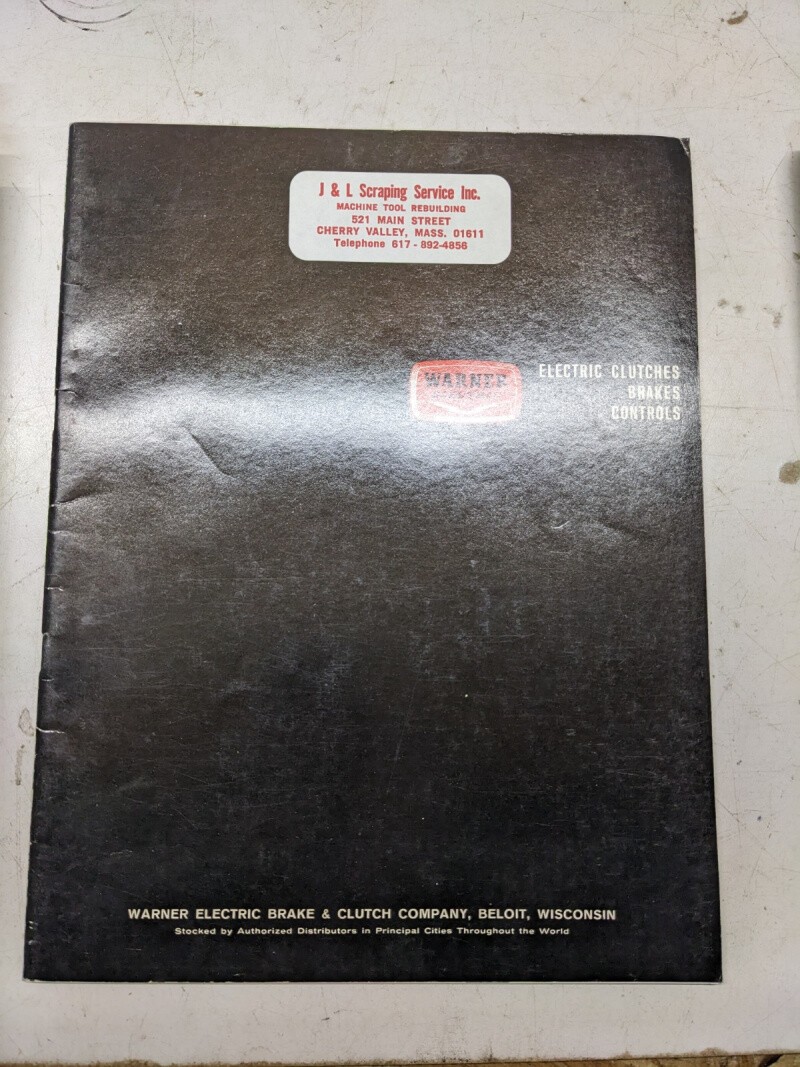 J & L Scraping Service Inc.
MACHINE TOOL REBUILDING
521 MAIN STREET
CHERRY VALLEY, MASS. 01611
Telephone 617 - 892-4856
WARNER
ELECTRIC
ELECTRIC CLUTCHES
BRAKES
CONTROLS
WARNER ELECTRIC BRAKE & CLUTCH COMPANY, BELOIT, WISCONSIN
Stocked by Authorized Distributors in Principal Cities Throughout the World